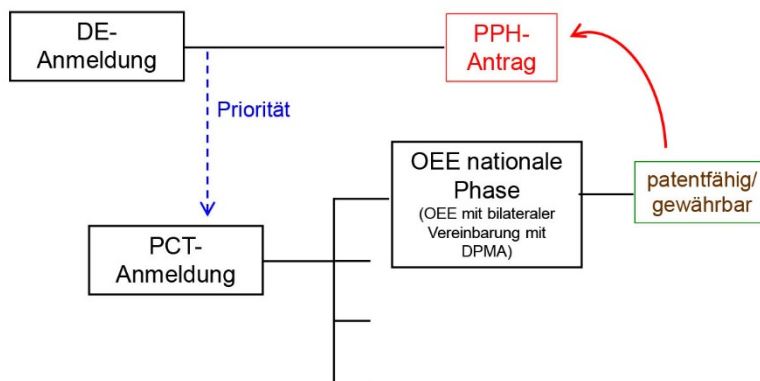 DE-
Anmeldung
PPH-
Antrag
Priorität
OEE nationale
Phase
(OEE mit bilateraler
Vereinbarung mit
DPMA)
patentfähig/
gewährbar
PCT-
Anmeldung